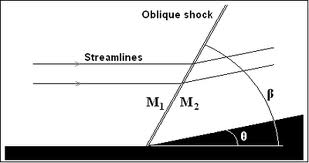 Oblique shock
Streamlines
M1 M2
β
θ